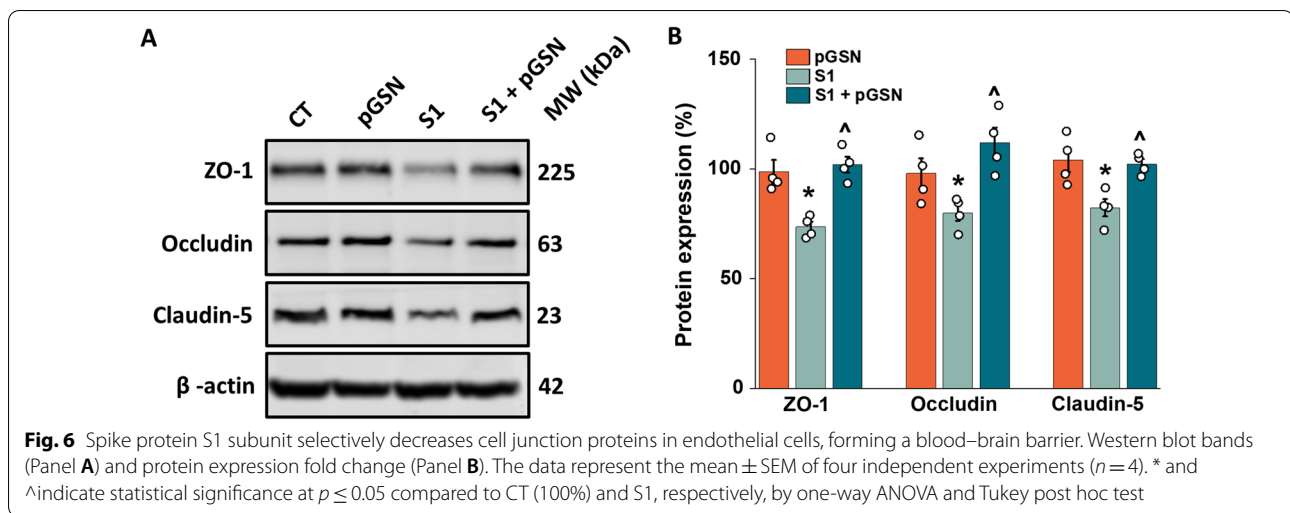 A
CT pGSN S1 S1 + pGSN MW (kDa)
ZO-1 225
Occludin 63
Claudin-5 23
β -actin 42
B
pGSN
S1
S1 + pGSN
Protein expression (%)
150
100
50
0
* ^ * ^ * ^
ZO-1 Occludin Claudin-5
Fig. 6 Spike protein S1 subunit selectively decreases cell junction proteins in endothelial cells, forming a blood–brain barrier. Western blot bands
(Panel A) and protein expression fold change (Panel B). The data represent the mean ± SEM of four independent experiments (n = 4). * and
^indicate statistical significance at p ≤ 0.05 compared to CT (100%) and S1, respectively, by one-way ANOVA and Tukey post hoc test